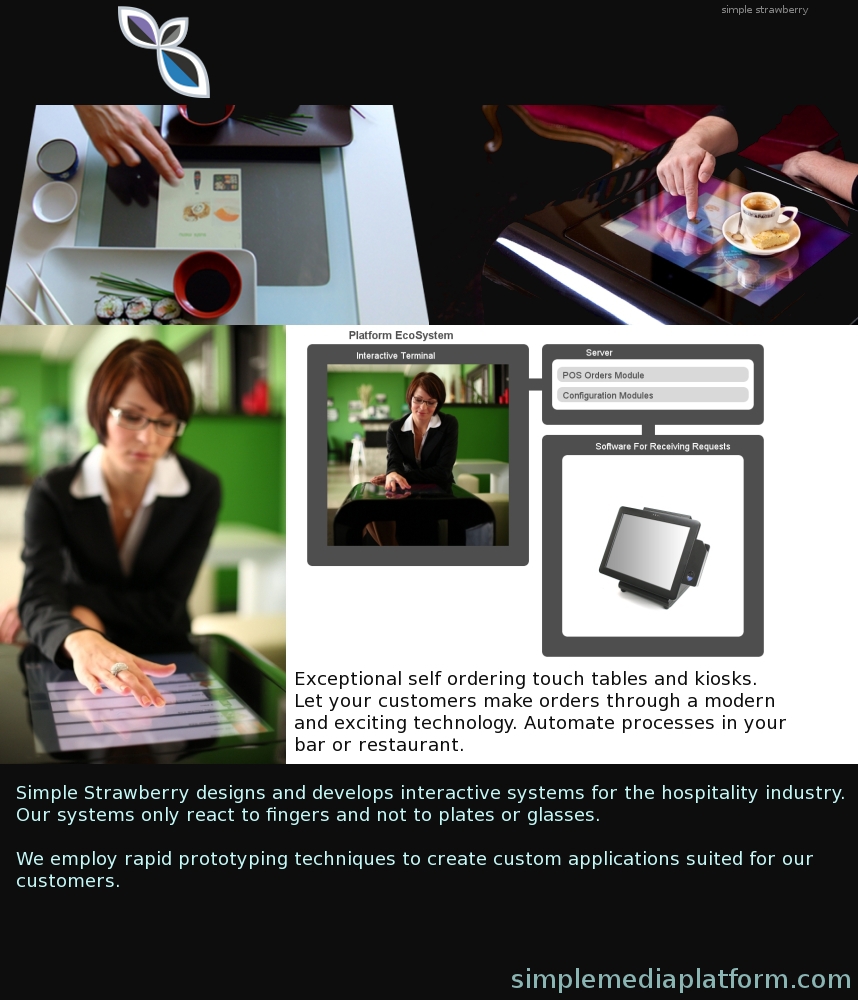 simple strawberry
Platform EcoSystem
Interactive Terminal
Server
POS Orders Module
Configuration Modules
Software For Receiving Requests
Exceptional self ordering touch tables and kiosks.
Let your customers make orders through a modern
and exciting technology. Automate processes in your
bar or restaurant.
Simple Strawberry designs and develops interactive systems for the hospitality industry.
Our systems only react to fingers and not to plates or glasses.
We employ rapid prototyping techniques to create custom applications suited for our
customers.
simplemediaplatform.com